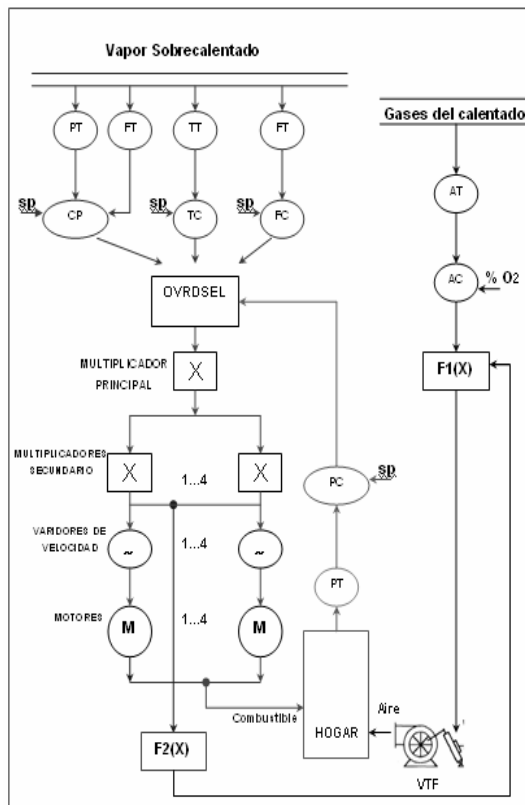 Vapor Sobrecalentado
Gases del calentado
PT
FT
TT
FT
AT
sp
CP
sp
TC
sp
FC
AC
% O2
OVRDSEL
F1(X)
MULTIPLICADOR
PRINCIPAL
X
MULTIPLICADORES
SECUNDARIO
X
1...4
X
PC
sp
VARIDORES DE
VELOCIDAD
~
1...4
~
PT
MOTORES
M
1...4
M
Combustible
HOGAR
Aire
F2(X)
VTF